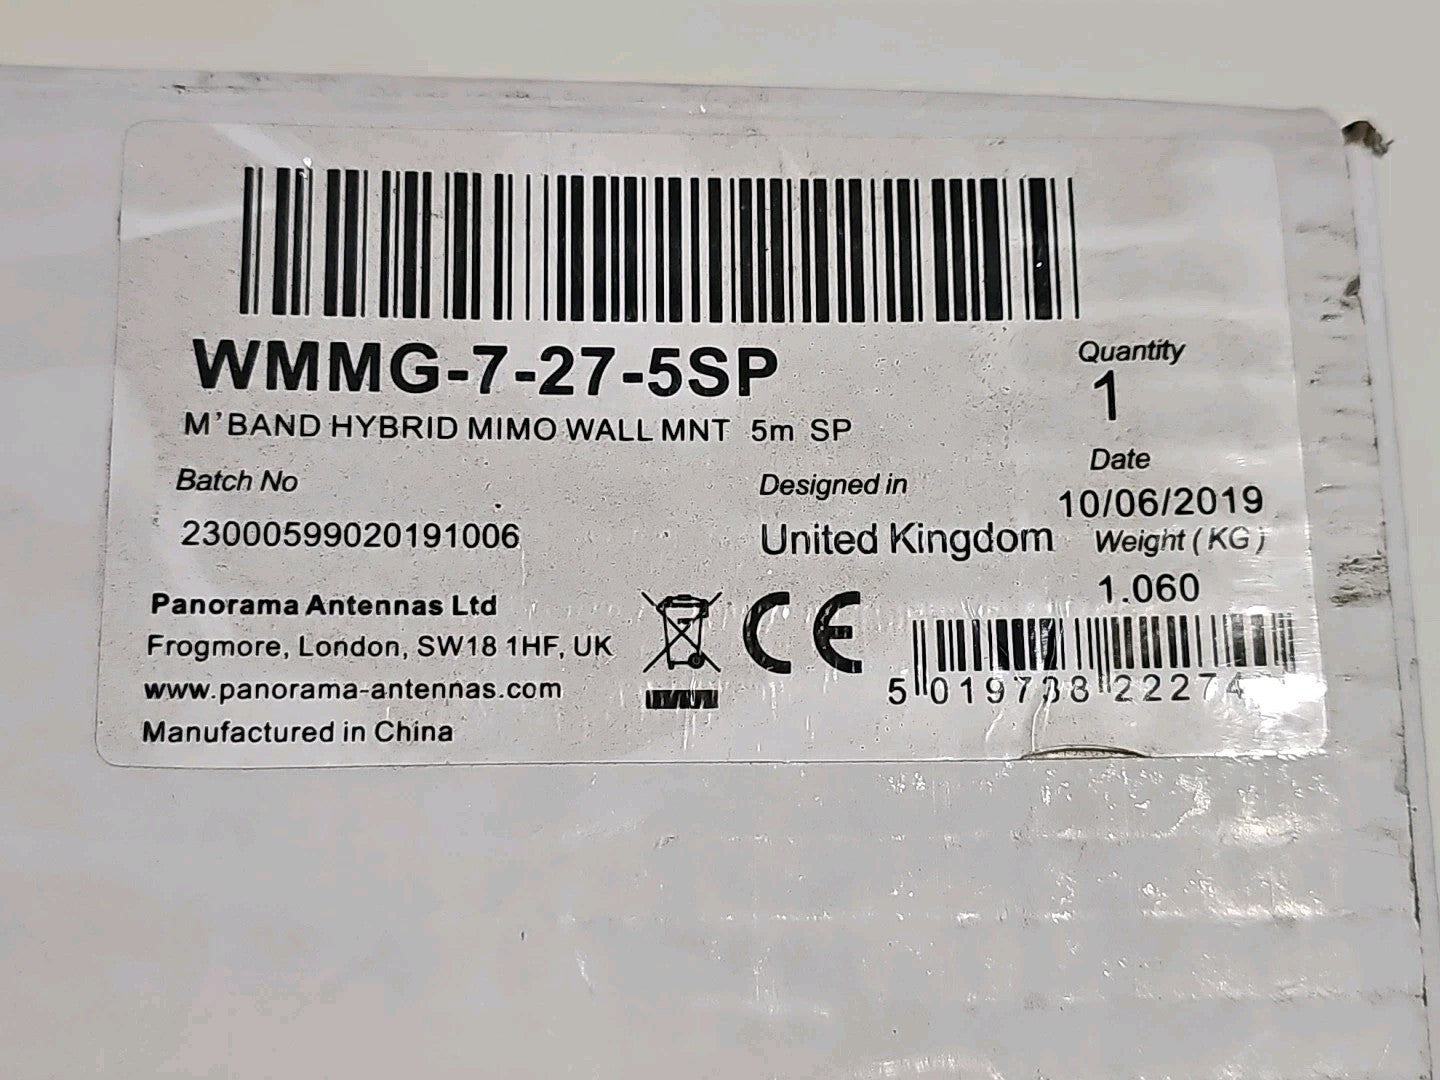 WMMG-7-27-5SP
M'BAND HYBRID MIMO WALL MNT 5m SP
Quantity
1
Batch No
23000599020191006
Designed in
United Kingdom
Date
10/06/2019
Weight (KG)
1.060
Panorama Antennas Ltd
Frogmore, London, SW18 1HF, UK
www.panorama-antennas.com
Manufactured in China
CE